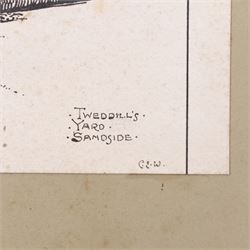 · TWEDDILL'S ·
· YARD ·
· SANDSIDE ·
C.E.W.